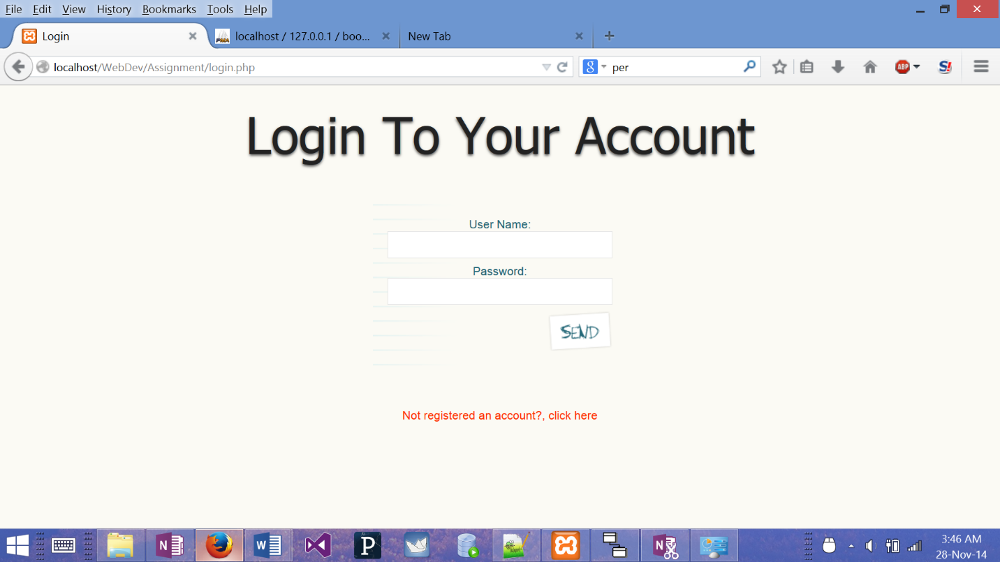 File Edit View History Bookmarks Tools Help
Login
localhost / 127.0.0.1 / boo...
New Tab
localhost/WebDev/Assignment/login.php
per
ABP
Login To Your Account
User Name:
Password:
SEND
Not registered an account?, click here
3:46 AM
28-Nov-14